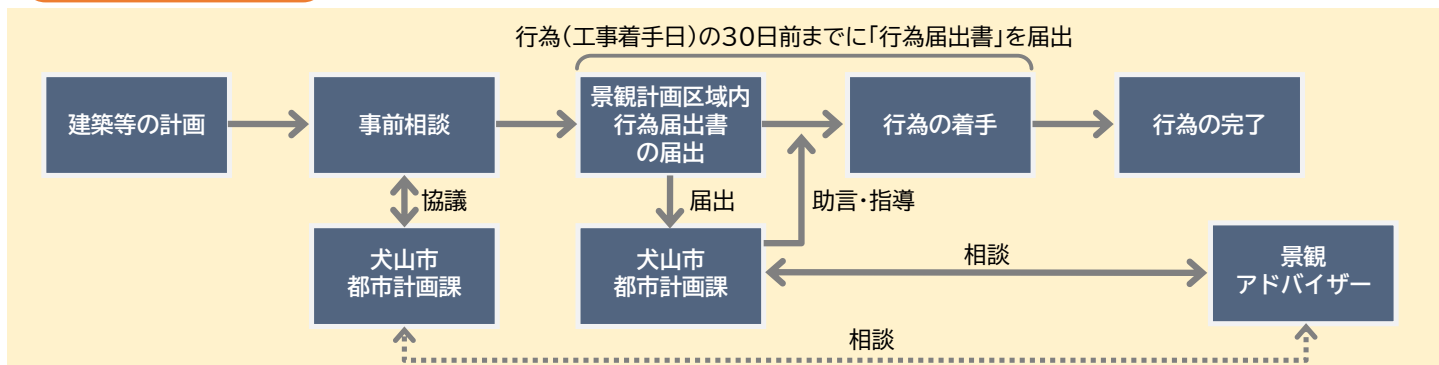 行為(工事着手日)の30日前までに「行為届出書」を届出
建築等の計画
事前相談
景観計画区域内
行為届出書
の届出
行為の着手
行為の完了
協議
届出
助言・指導
犬山市
都市計画課
犬山市
都市計画課
相談
景観
アドバイザー
相談